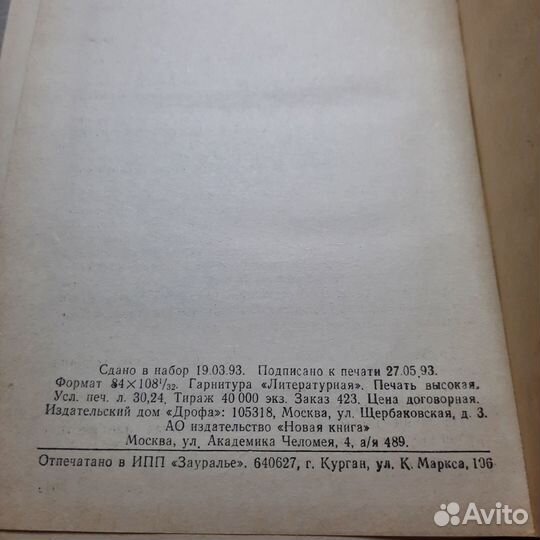 Сдано в набор 19.03.93. Подписано к печати 27.05.93.
Формат 84×108¹/₃₂. Гарнитура «Литературная». Печать высокая.
Усл. печ. л. 30,24. Тираж 40 000 экз. Заказ 423. Цена договорная.
Издательский дом «Дрофа»: 105318, Москва, ул. Щербаковская, д. 3.
АО издательство «Новая книга»
Москва, ул. Академика Челомея, 4, а/я 489.
Отпечатано в ИПП «Зауралье». 640627, г. Курган, ул. К. Маркса, 106
Avito